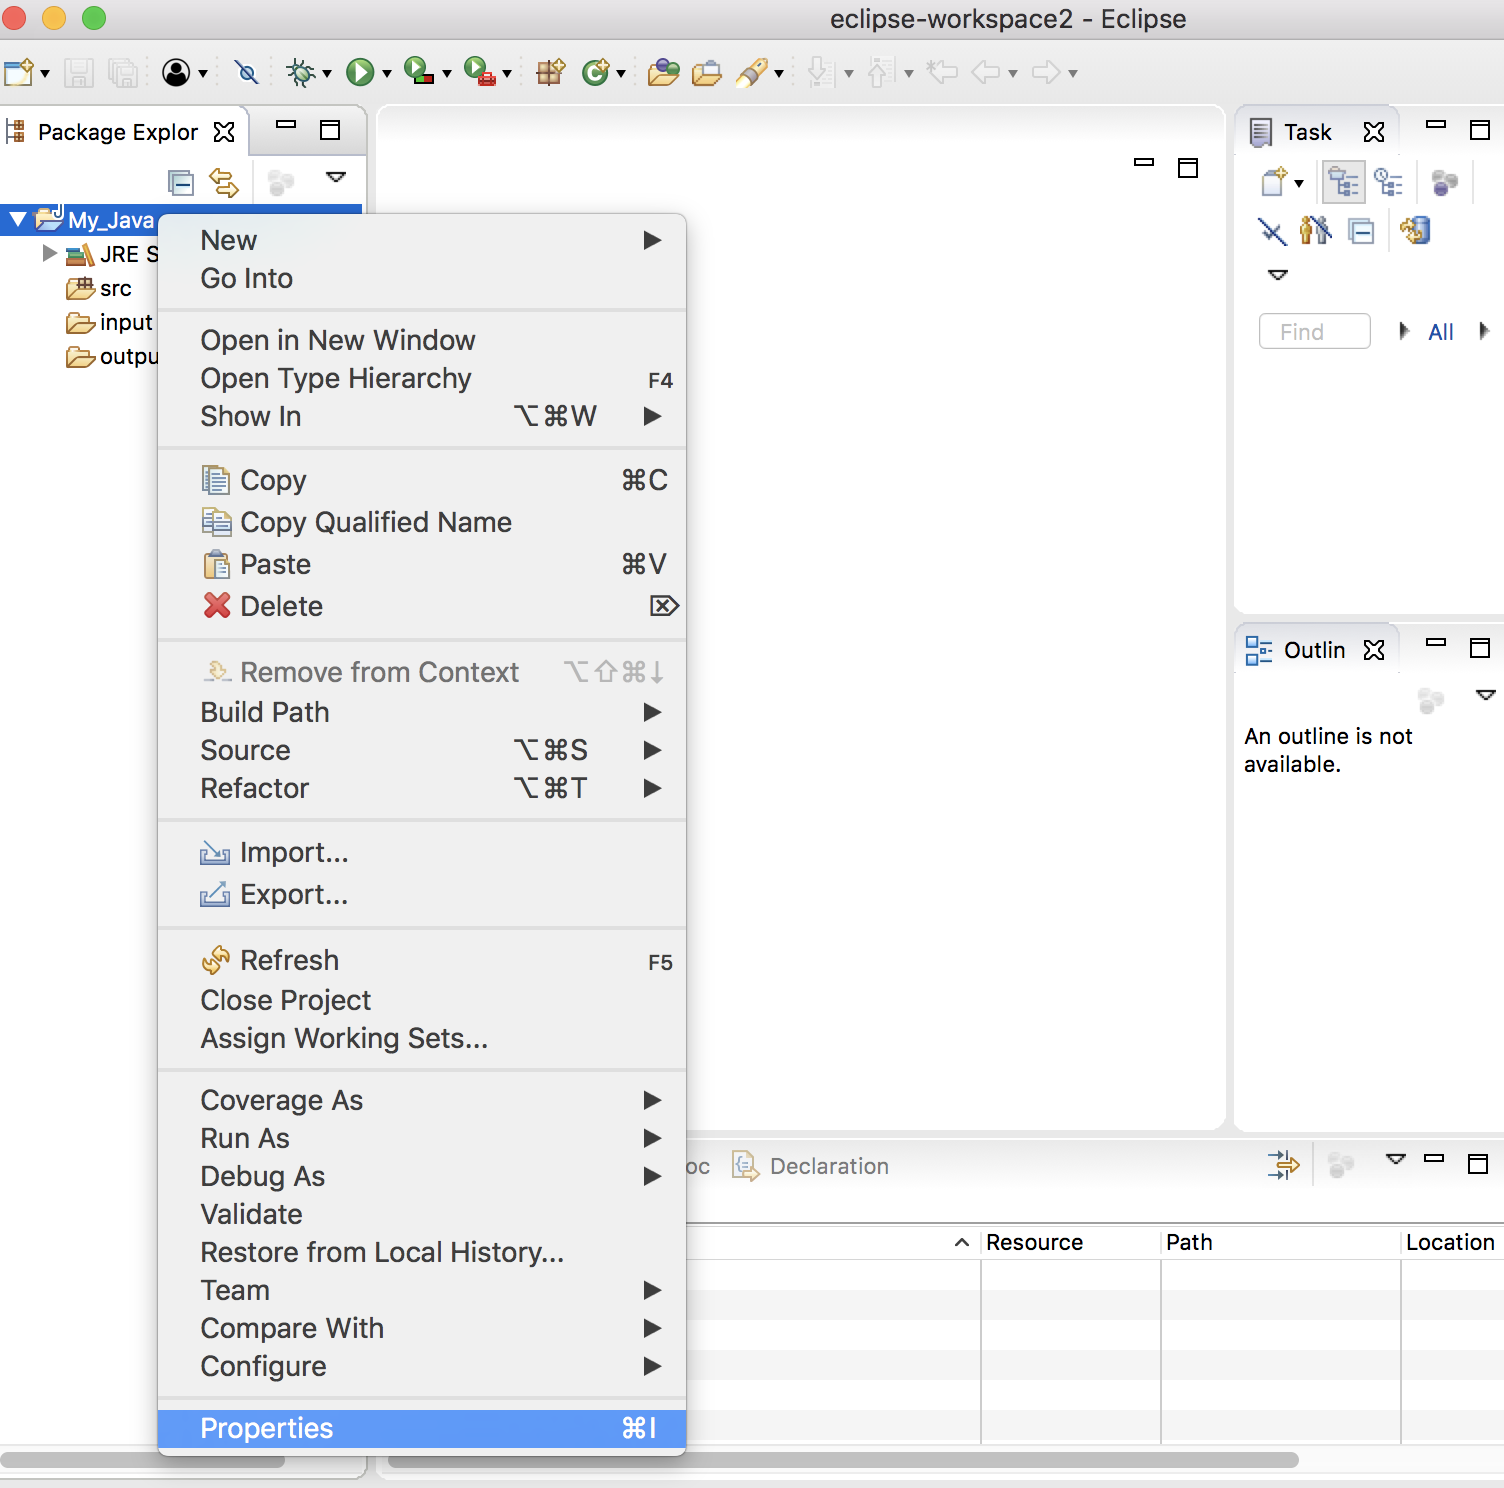 eclipse-workspace2 - Eclipse
Package Explor
My_Java
JRE S
src
input
outpu
New
Go Into
Open in New Window
Open Type Hierarchy F4
Show In ⌥⌘W
Copy ⌘C
Copy Qualified Name
Paste ⌘V
Delete ⌦
Remove from Context ⌥⇧⌘↓
Build Path
Source ⌥⌘S
Refactor ⌥⌘T
Import...
Export...
Refresh F5
Close Project
Assign Working Sets...
Coverage As
Run As
Debug As
Validate
Restore from Local History...
Team
Compare With
Configure
Properties ⌘I
Task
Find All
Outlin
An outline is not
available.
oc Declaration
Resource Path Location